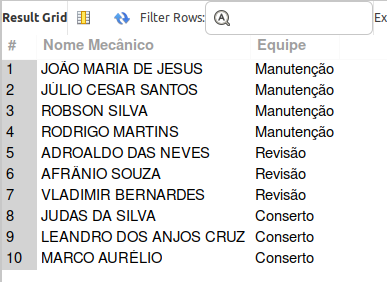 Result Grid Filter Rows: Ex
# Nome Mecânico Equipe
1 JOÃO MARIA DE JESUS Manutenção
2 JÚLIO CESAR SANTOS Manutenção
3 ROBSON SILVA Manutenção
4 RODRIGO MARTINS Manutenção
5 ADROALDO DAS NEVES Revisão
6 AFRÂNIO SOUZA Revisão
7 VLADIMIR BERNARDES Revisão
8 JUDAS DA SILVA Conserto
9 LEANDRO DOS ANJOS CRUZ Conserto
10 MARCO AURÉLIO Conserto